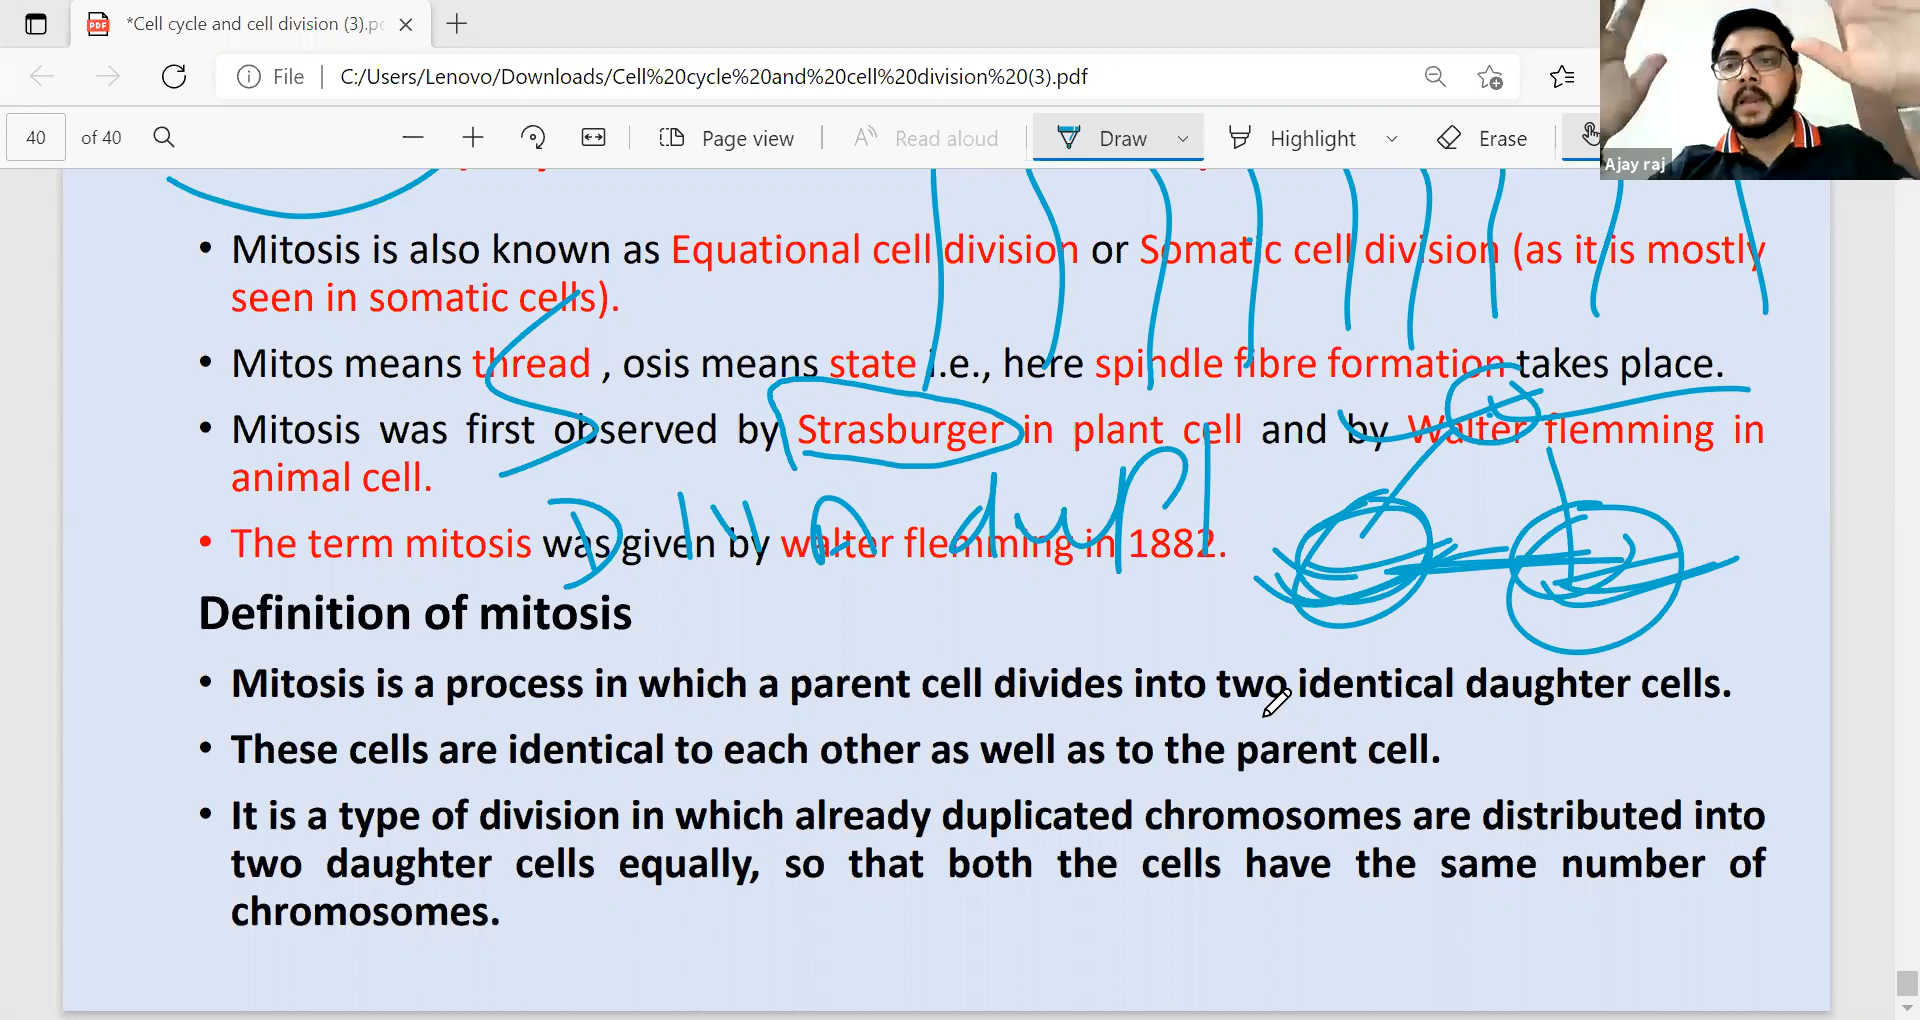 *Cell cycle and cell division (3).pd
File C:/Users/Lenovo/Downloads/Cell%20cycle%20and%20cell%20division%20(3).pdf
40 of 40 Page view Read aloud Draw Highlight Erase
Ajay raj
• Mitosis is also known as Equational cell division or Somatic cell division (as it is mostly
seen in somatic cells).
• Mitos means thread , osis means state i.e., here spindle fibre formation takes place.
• Mitosis was first observed by Strasburger in plant cell and by Walter flemming in
animal cell.
• The term mitosis was given by walter flemming in 1882.
Definition of mitosis
• Mitosis is a process in which a parent cell divides into two identical daughter cells.
• These cells are identical to each other as well as to the parent cell.
• It is a type of division in which already duplicated chromosomes are distributed into
two daughter cells equally, so that both the cells have the same number of
chromosomes.